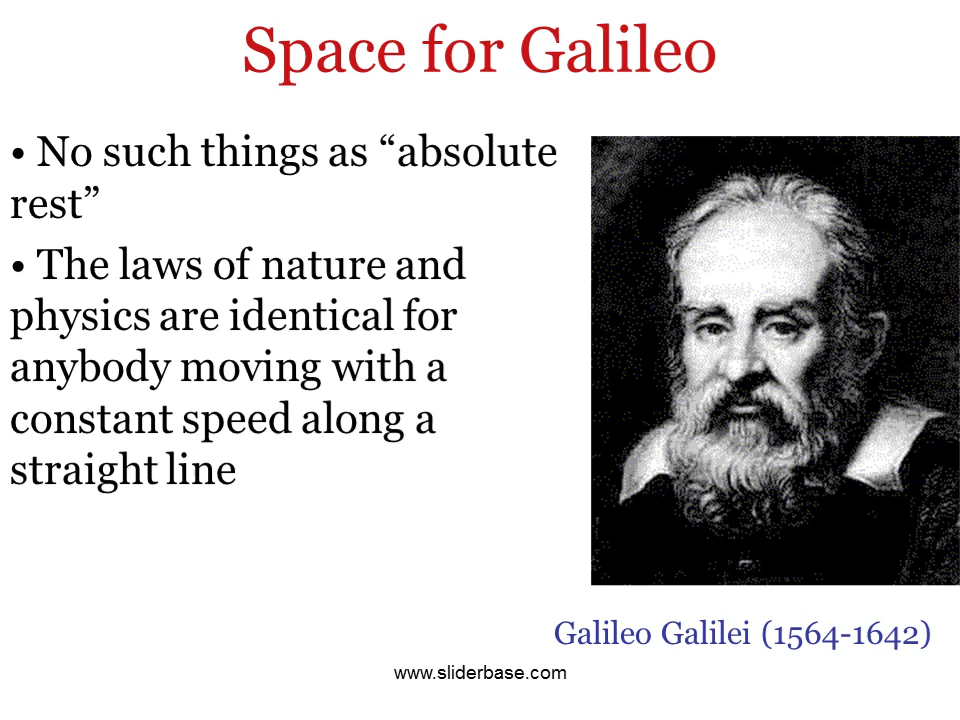 Space for Galileo
• No such things as “absolute
rest”
• The laws of nature and
physics are identical for
anybody moving with a
constant speed along a
straight line
Galileo Galilei (1564-1642)
www.sliderbase.com